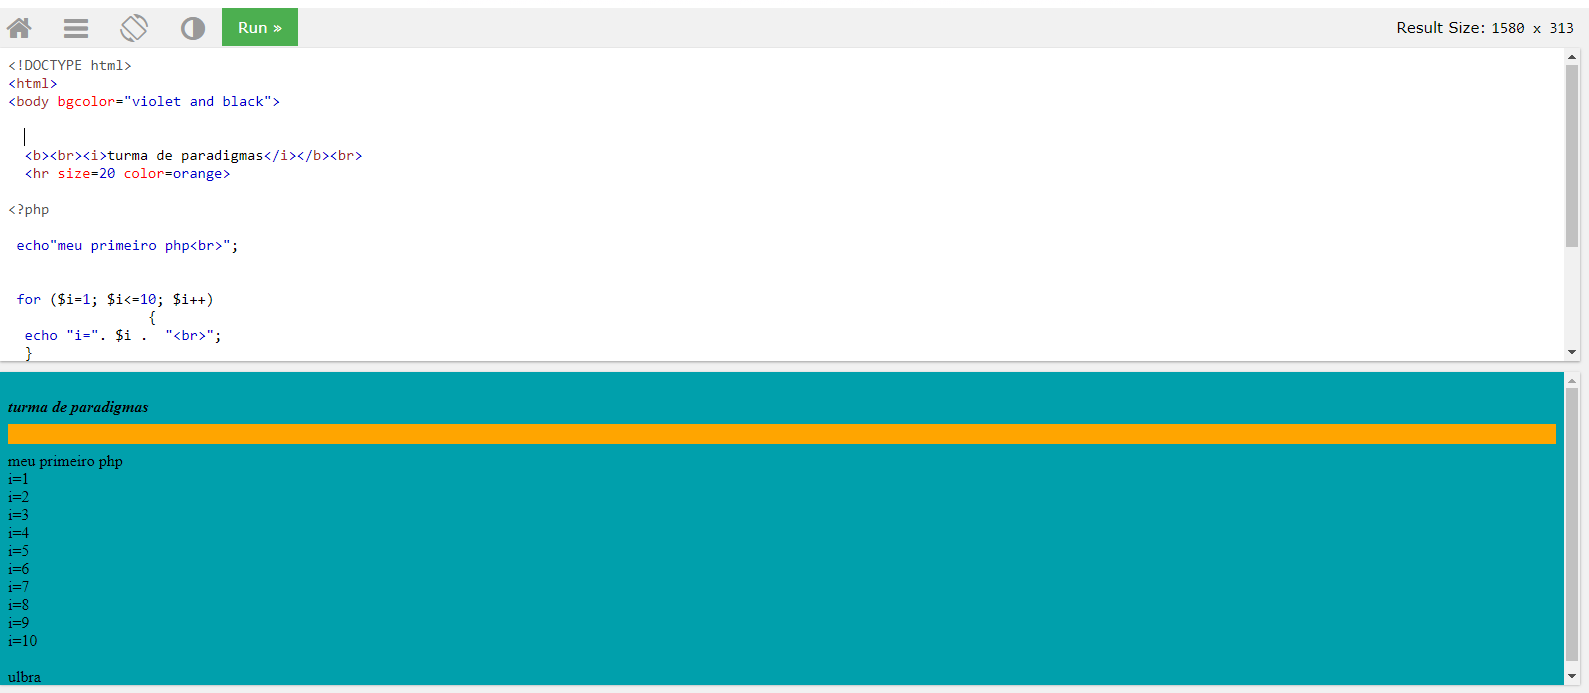 Run »
Result Size: 1580 x 313
<!DOCTYPE html>
<html>
<body bgcolor="violet and black">
<b><br><i>turma de paradigmas</i></b><br>
<hr size=20 color=orange>
<?php
echo"meu primeiro php<br>";
for ($i=1; $i<=10; $i++)
{
echo "i=". $i .  "<br>";
}
turma de paradigmas
meu primeiro php
i=1
i=2
i=3
i=4
i=5
i=6
i=7
i=8
i=9
i=10
ulbra